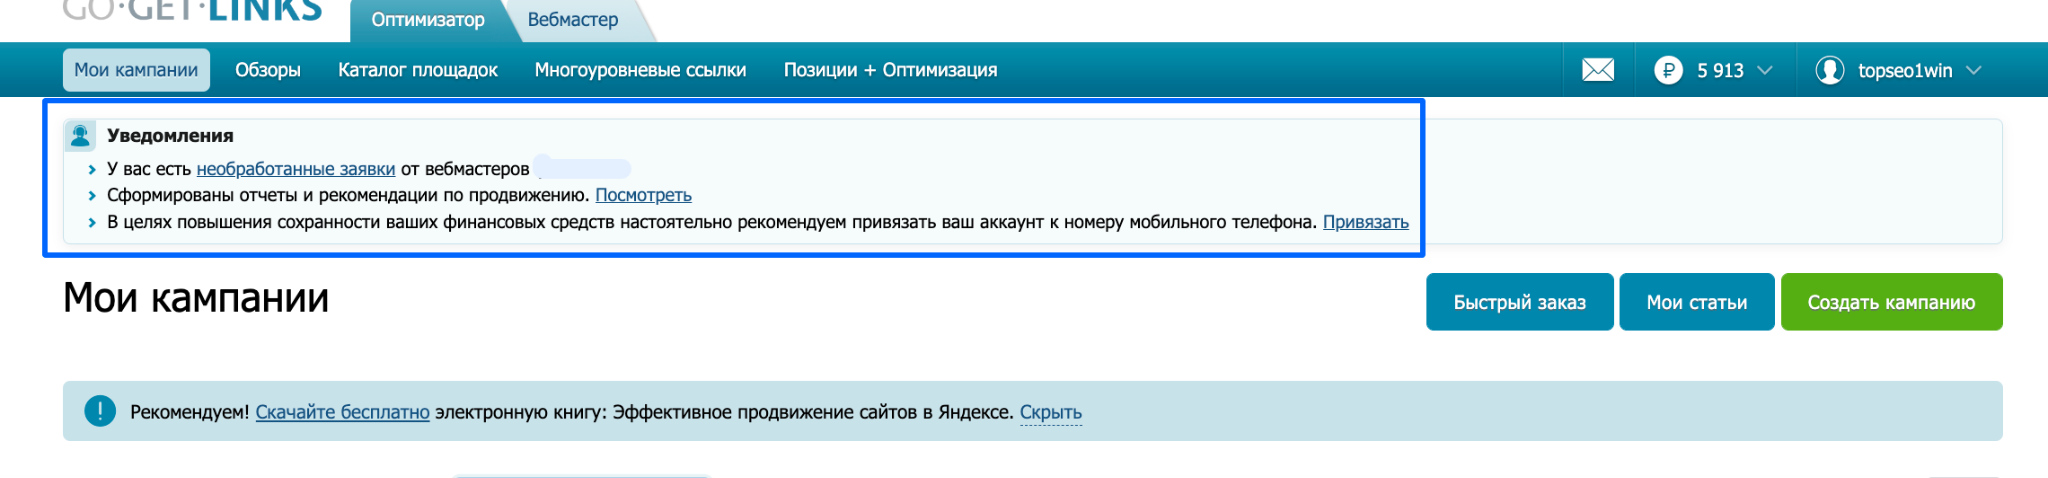 GO·GET·LINKS
Оптимизатор
Вебмастер
Мои кампании
Обзоры
Каталог площадок
Многоуровневые ссылки
Позиции + Оптимизация
5 913
topseo1win
Уведомления
У вас есть необработанные заявки от вебмастеров
Сформированы отчеты и рекомендации по продвижению. Посмотреть
В целях повышения сохранности ваших финансовых средств настоятельно рекомендуем привязать ваш аккаунт к номеру мобильного телефона. Привязать
Мои кампании
Быстрый заказ
Мои статьи
Создать кампанию
Рекомендуем! Скачайте бесплатно электронную книгу: Эффективное продвижение сайтов в Яндексе. Скрыть